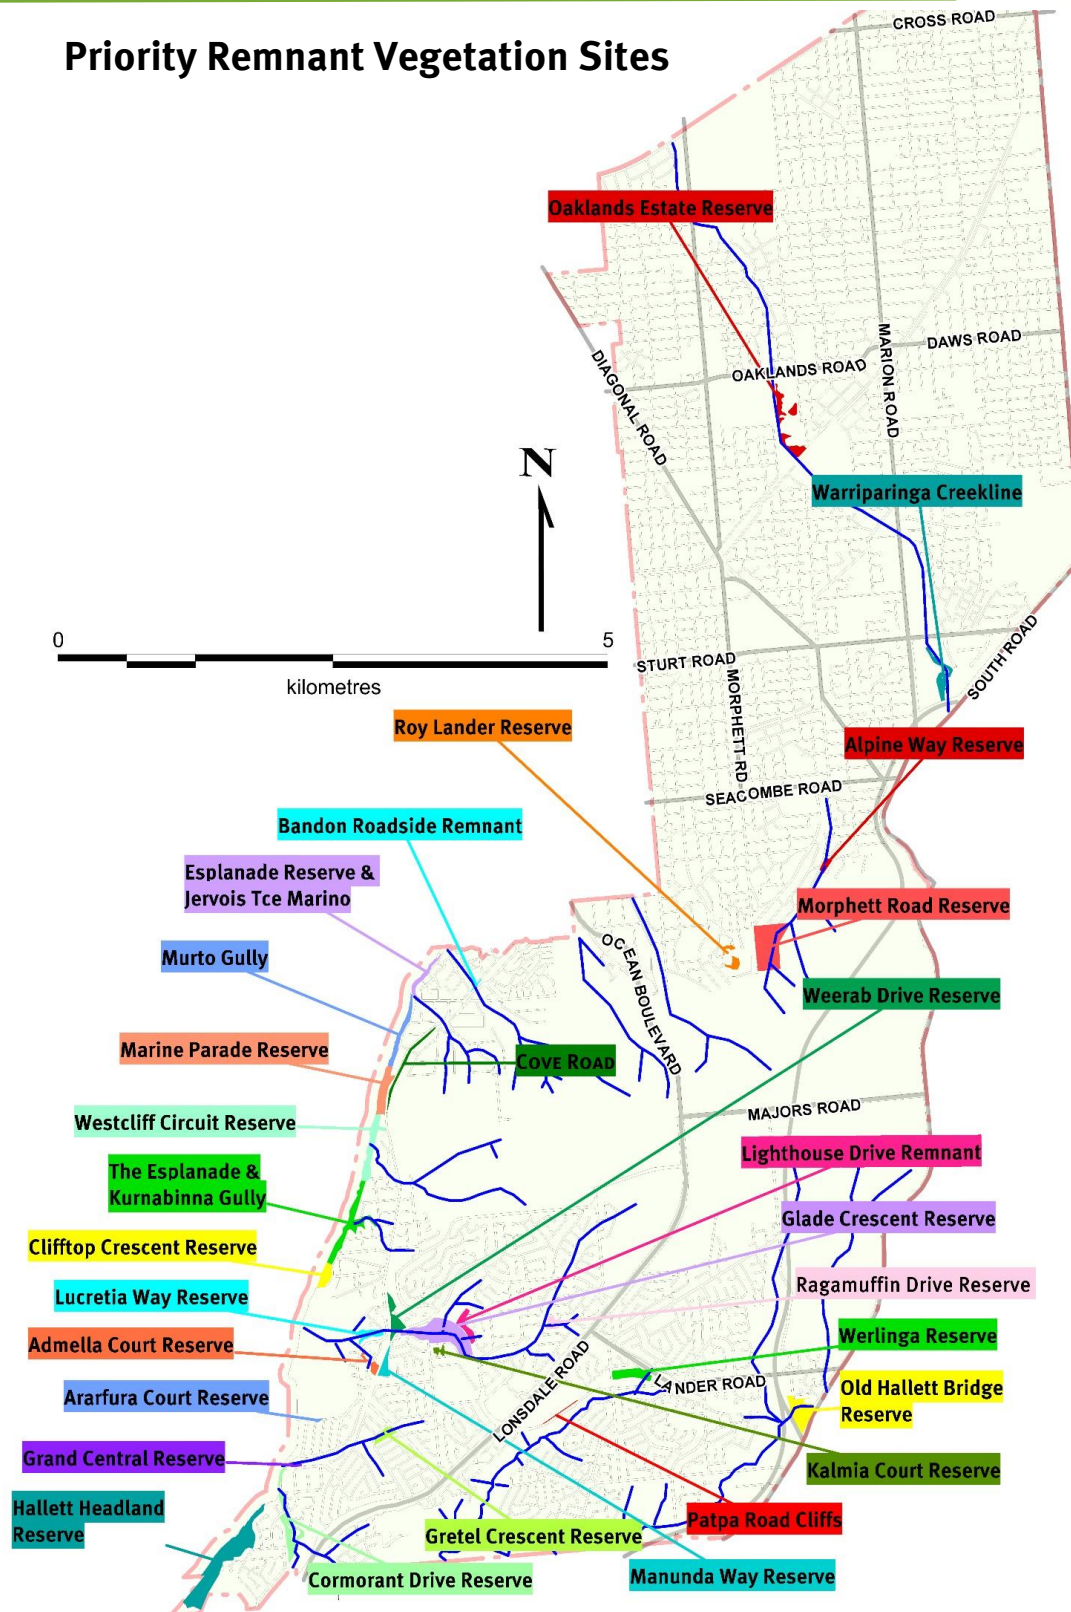 CROSS ROAD
Priority Remnant Vegetation Sites
Oaklands Estate Reserve
DAWS ROAD
MARION ROAD
DIAGONAL ROAD
OAKLANDS ROAD
N
Warriparinga Creekline
0
5
kilometres
STURT ROAD
SOUTH ROAD
MORPHETT RD
Roy Lander Reserve
Alpine Way Reserve
SEACOMBE ROAD
Bandon Roadside Remnant
Esplanade Reserve &
Jervois Tce Marino
Morphett Road Reserve
Murto Gully
OCEAN BOULEVARD
Weerab Drive Reserve
Marine Parade Reserve
COVE ROAD
Westcliff Circuit Reserve
MAJORS ROAD
Lighthouse Drive Remnant
The Esplanade &
Kurnabinna Gully
Glade Crescent Reserve
Clifftop Crescent Reserve
Ragamuffin Drive Reserve
Lucretia Way Reserve
Werlinga Reserve
Admella Court Reserve
LONSDALE ROAD
LANDER ROAD
Old Hallett Bridge
Reserve
Ararfura Court Reserve
Grand Central Reserve
Kalmia Court Reserve
Hallett Headland
Reserve
Patpa Road Cliffs
Gretel Crescent Reserve
Cormorant Drive Reserve
Manunda Way Reserve